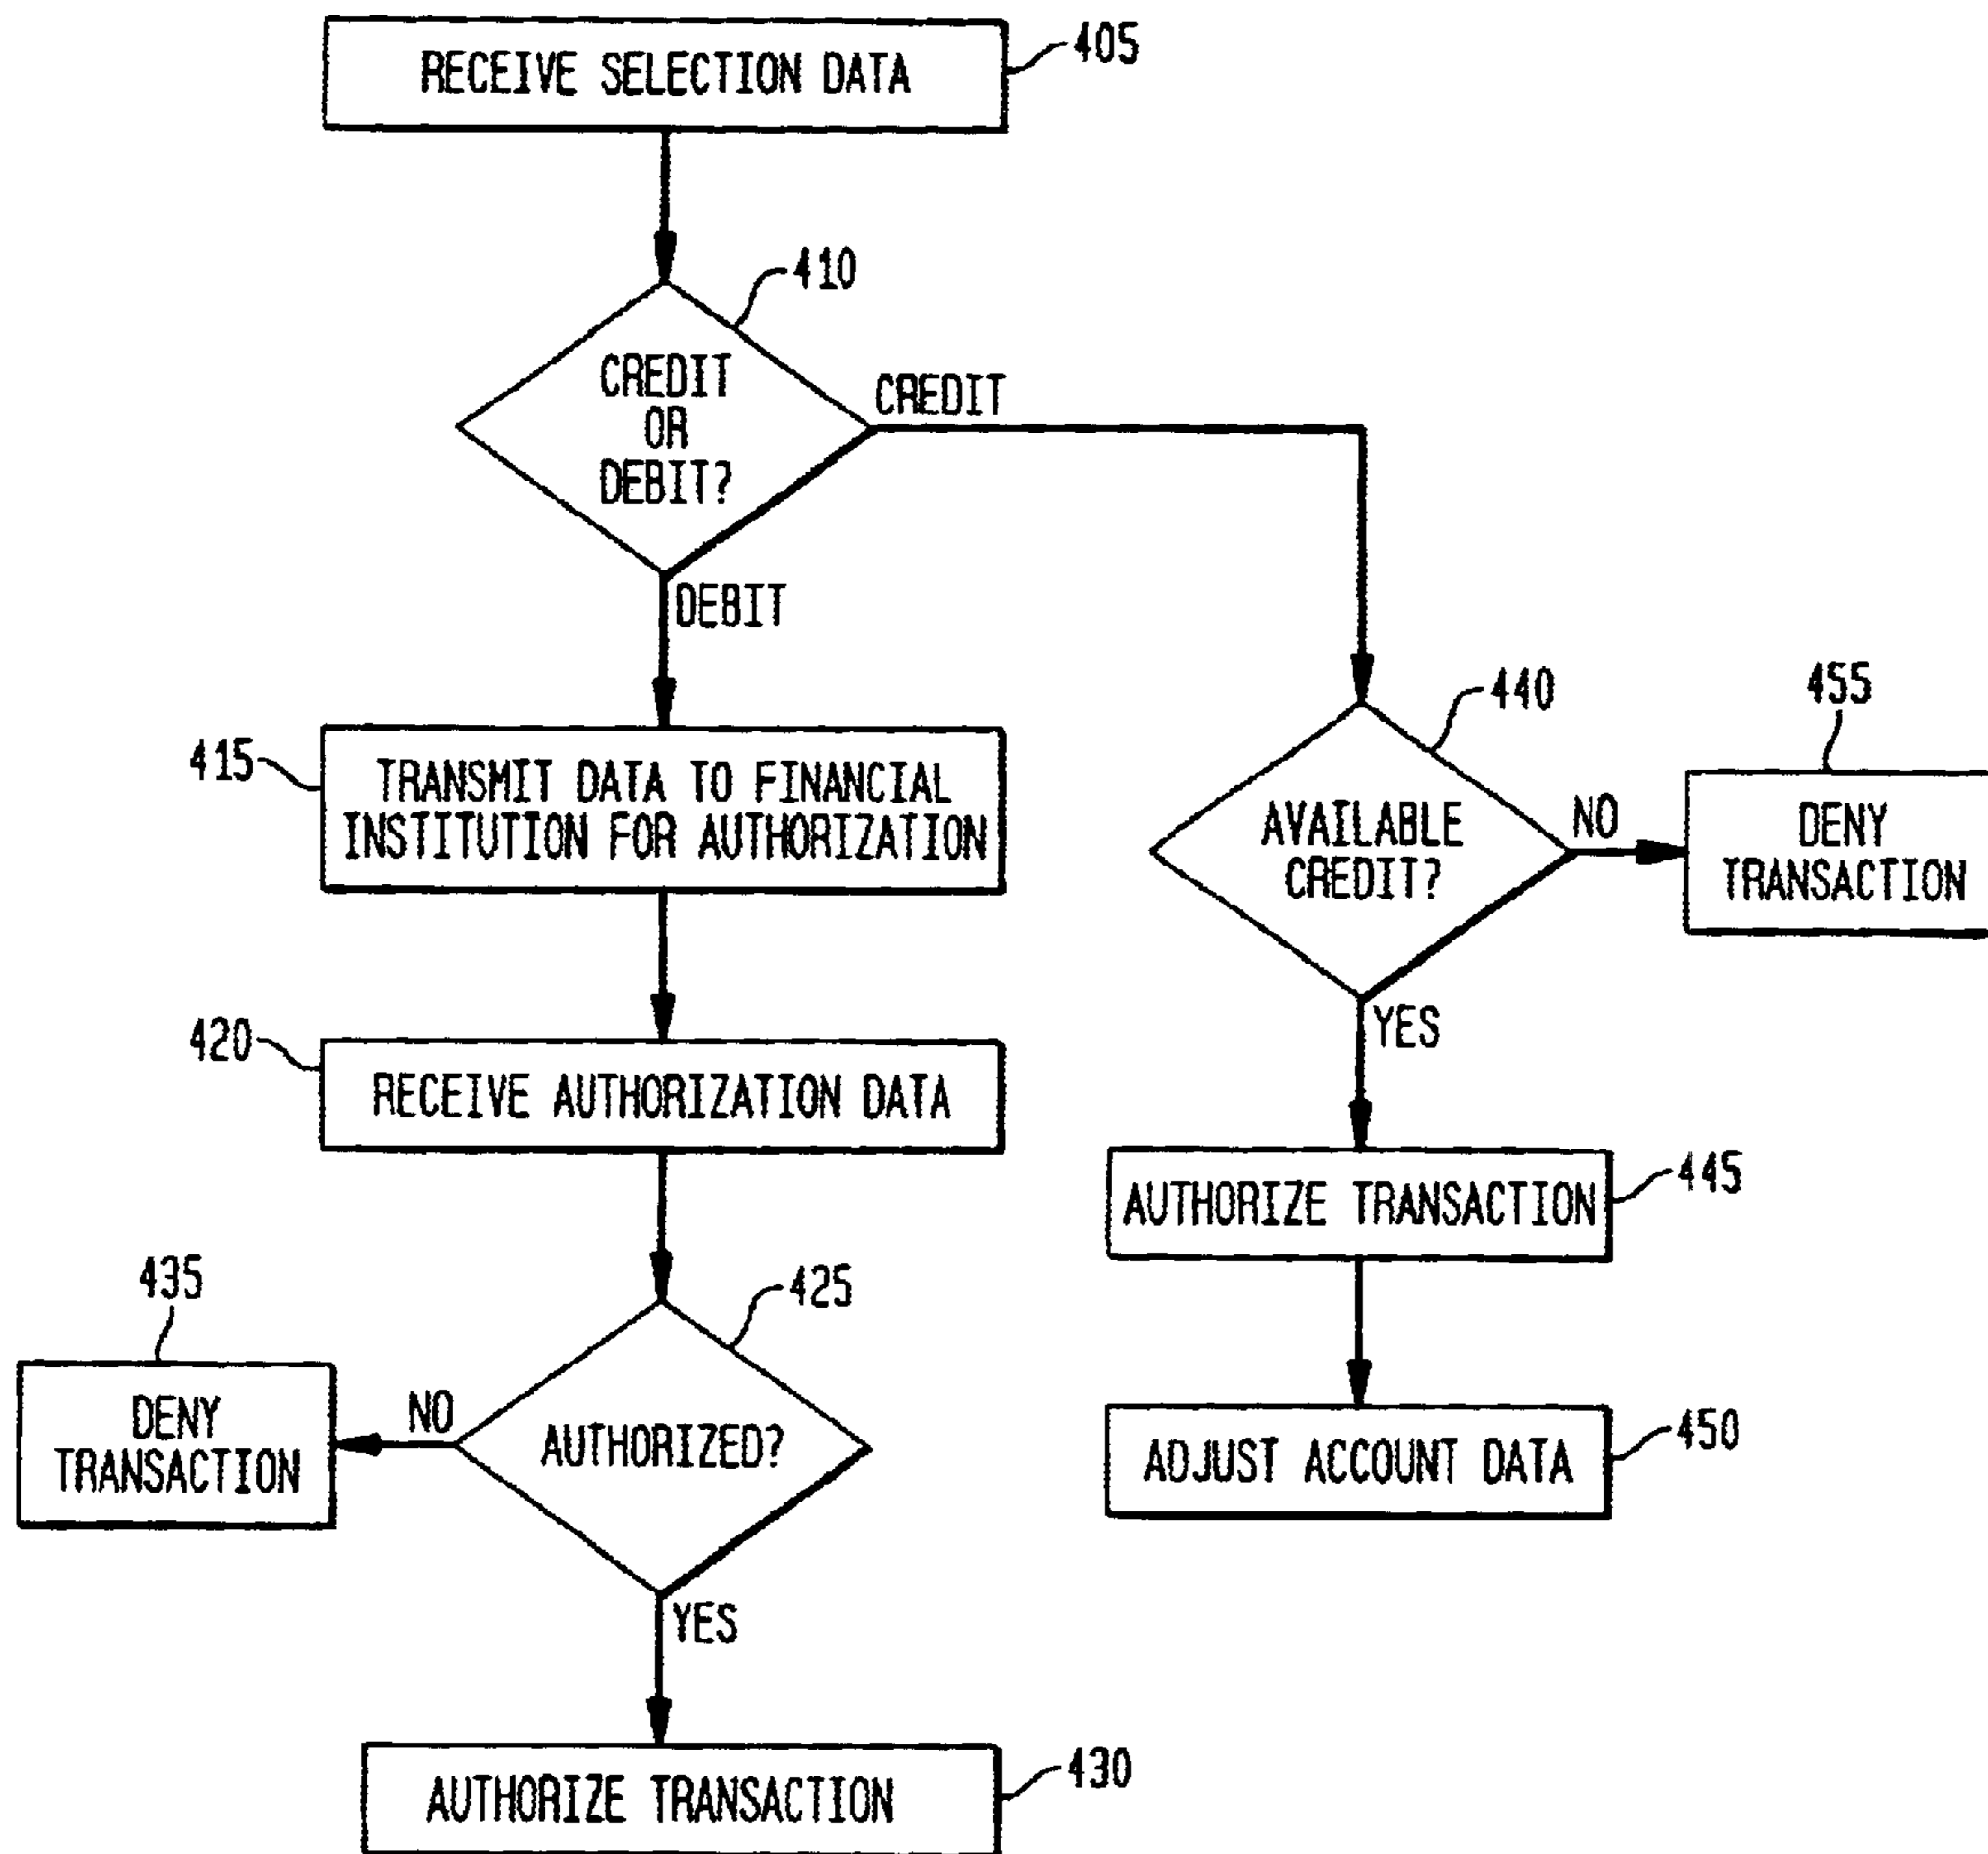 RECEIVE SELECTION DATA
405
410
CREDIT
OR
DEBIT?
CREDIT
DEBIT
415
TRANSMIT DATA TO FINANCIAL
INSTITUTION FOR AUTHORIZATION
440
455
AVAILABLE
CREDIT?
NO
DENY
TRANSACTION
YES
420
RECEIVE AUTHORIZATION DATA
AUTHORIZE TRANSACTION
445
435
425
DENY
TRANSACTION
NO
AUTHORIZED?
ADJUST ACCOUNT DATA
450
YES
AUTHORIZE TRANSACTION
430